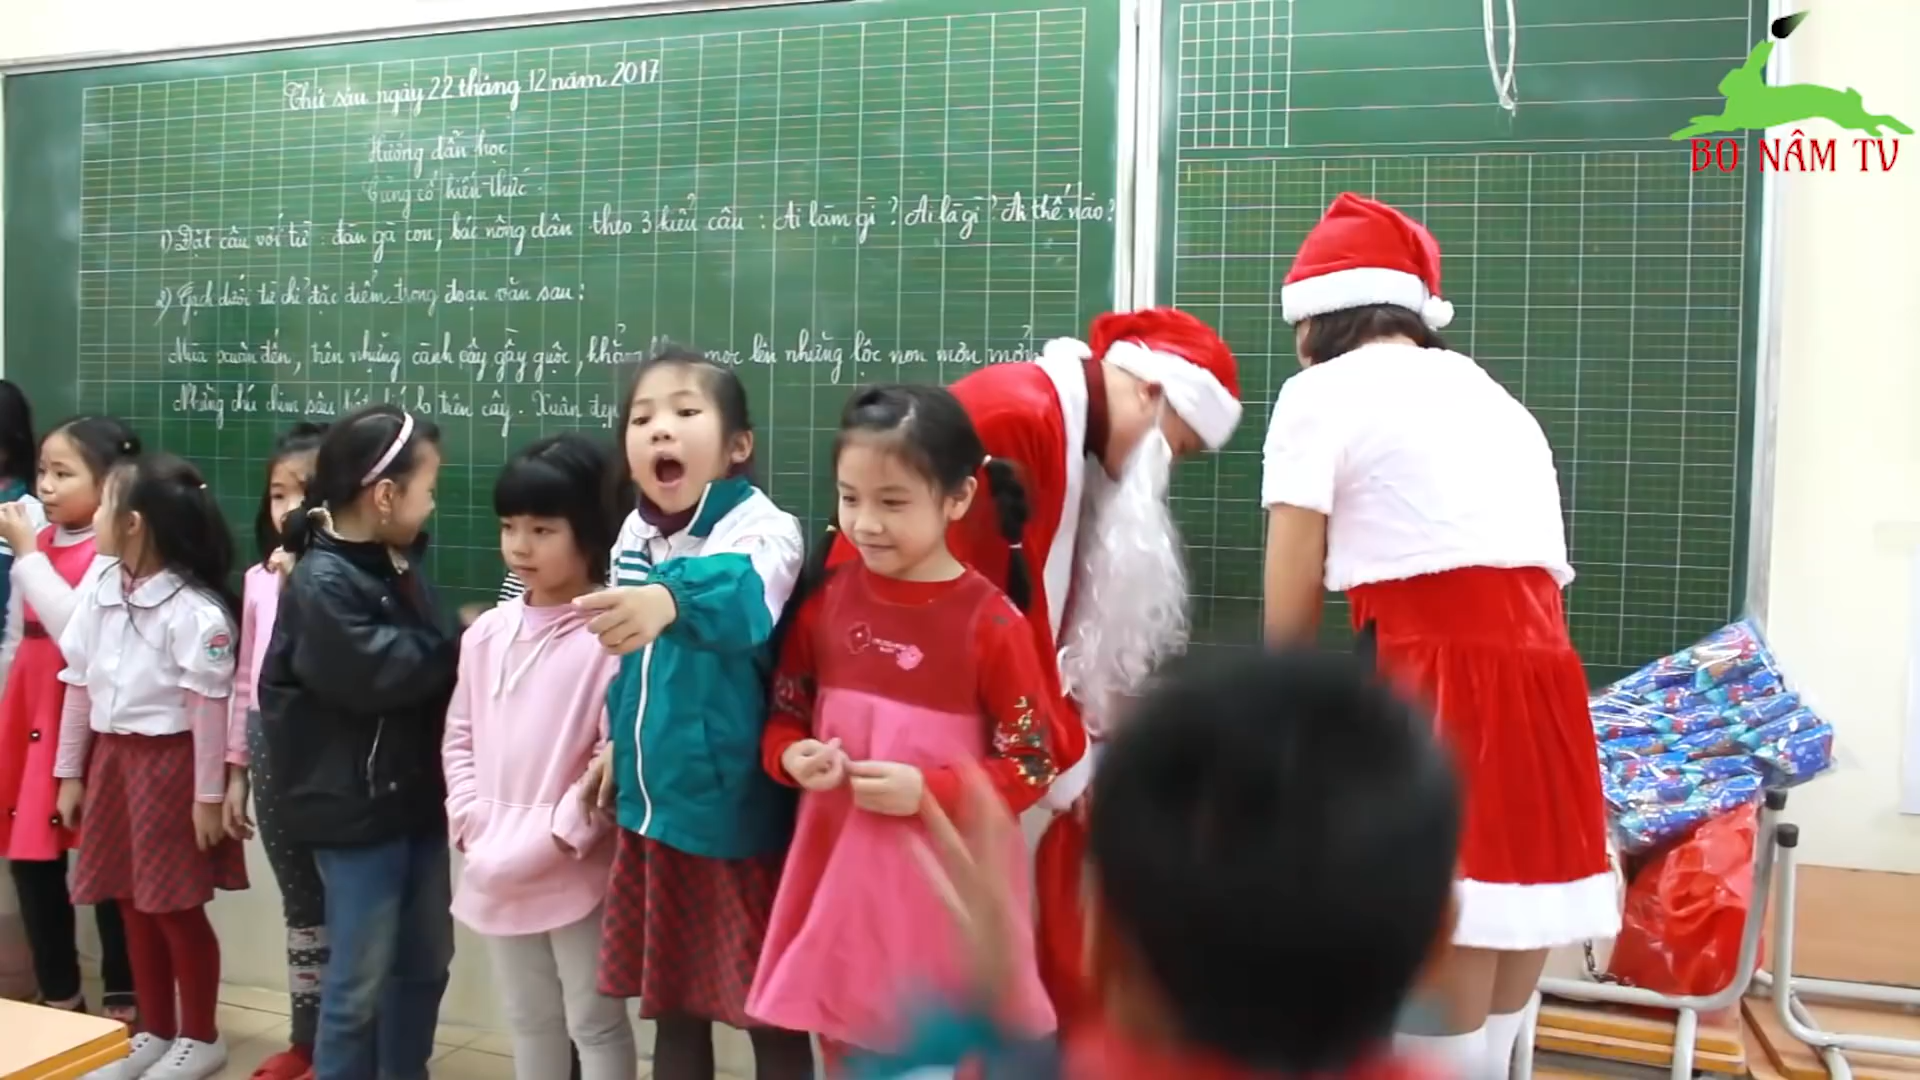 Thứ sáu ngày 22 tháng 12 năm 2017
Hướng dẫn học
Củng cố kiến thức
1) Đặt câu với từ : đàn gà con, bác nông dân theo 3 kiểu câu : Ai làm gì ? Ai là gì ? Ai thế nào ?
2) Gạch dưới từ chỉ đặc điểm trong đoạn văn sau :
Mùa xuân đến, trên những cành cây gầy guộc, mọc lên những lộc non mởn mởn
Những chú chim sâu trên cây. Xuân đẹp
BO NÂM TV